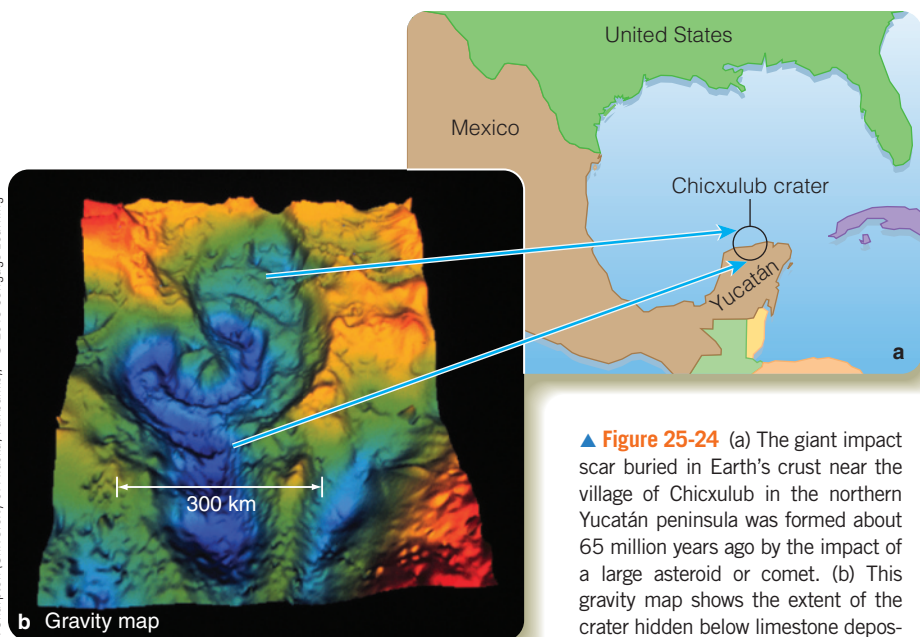 United States
Mexico
Chicxulub crater
Yucatán
a
300 km
b Gravity map
▲ Figure 25-24 (a) The giant impact
scar buried in Earth's crust near the
village of Chicxulub in the northern
Yucatán peninsula was formed about
65 million years ago by the impact of
a large asteroid or comet. (b) This
gravity map shows the extent of the
crater hidden below limestone depos-